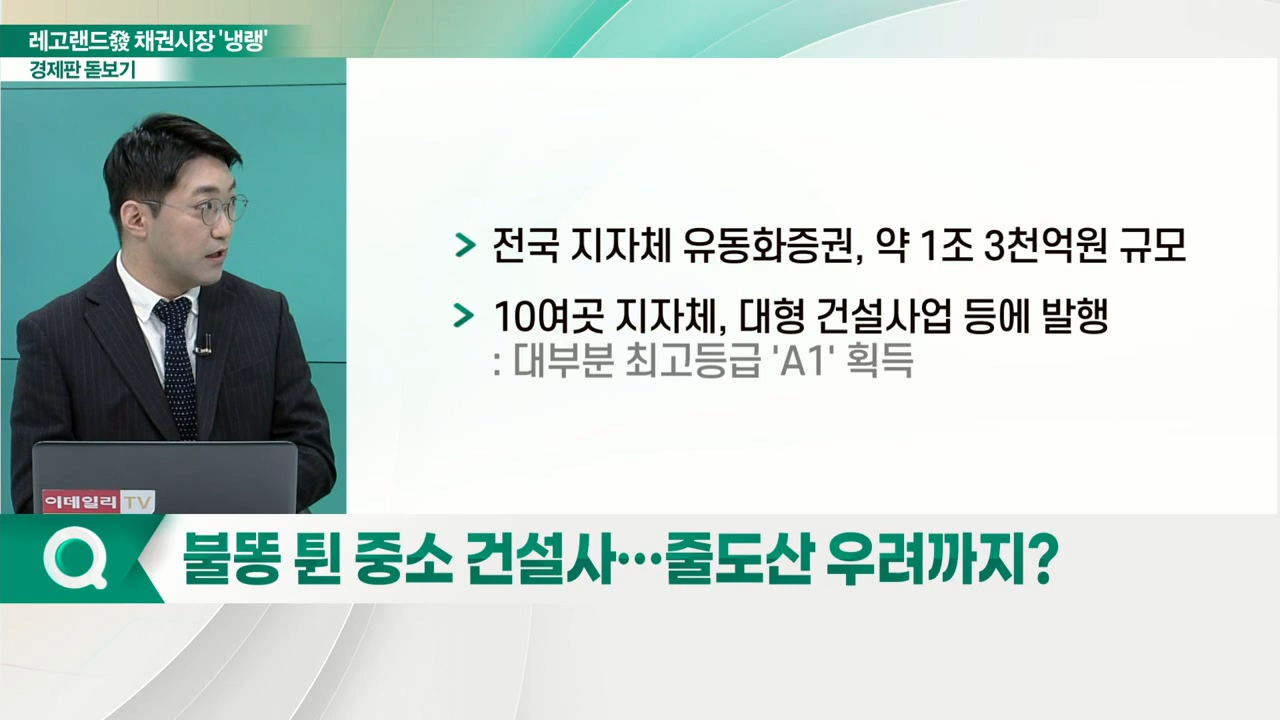 레고랜드發 채권시장 '냉랭'
경제판 돋보기
> 전국 지자체 유동화증권, 약 1조 3천억원 규모
> 10여곳 지자체, 대형 건설사업 등에 발행
: 대부분 최고등급 'A1' 획득
이데일리TV
Q 불똥 튄 중소 건설사…줄도산 우려까지?